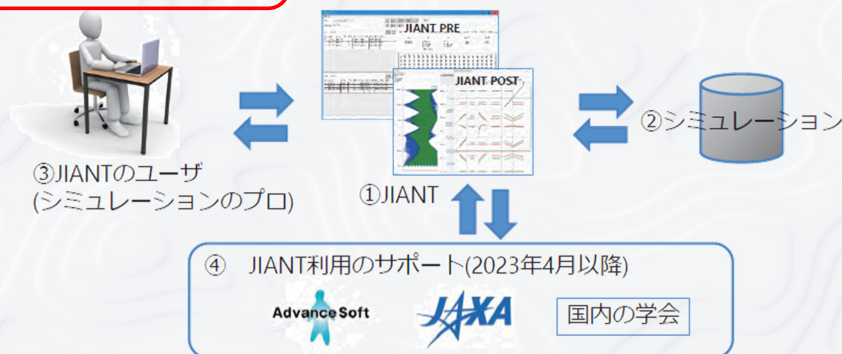 JIANT PRE
JIANT POST
②シミュレーション
③JIANTのユーザ
(シミュレーションのプロ)
①JIANT
④ JIANT利用のサポート(2023年4月以降)
AdvanceSoft
JAXA
国内の学会